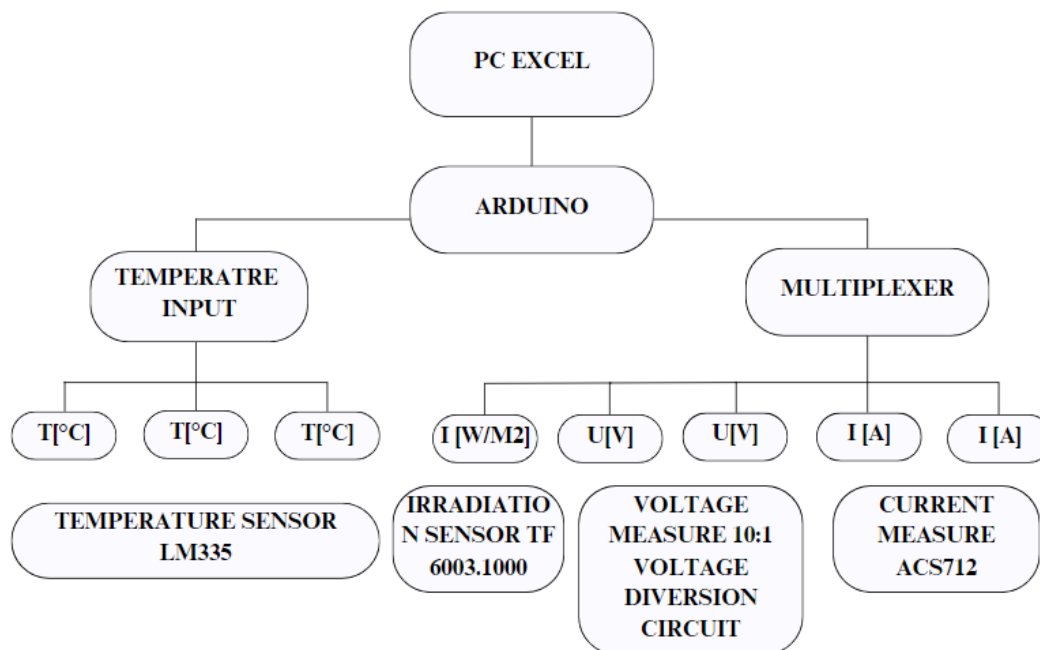 PC EXCEL
ARDUINO
TEMPERATRE
INPUT
MULTIPLEXER
T[°C]
T[°C]
T[°C]
I [W/M2]
U[V]
U[V]
I [A]
I [A]
TEMPERATURE SENSOR
LM335
IRRADIATIO
N SENSOR TF
6003.1000
VOLTAGE
MEASURE 10:1
VOLTAGE
DIVERSION
CIRCUIT
CURRENT
MEASURE
ACS712